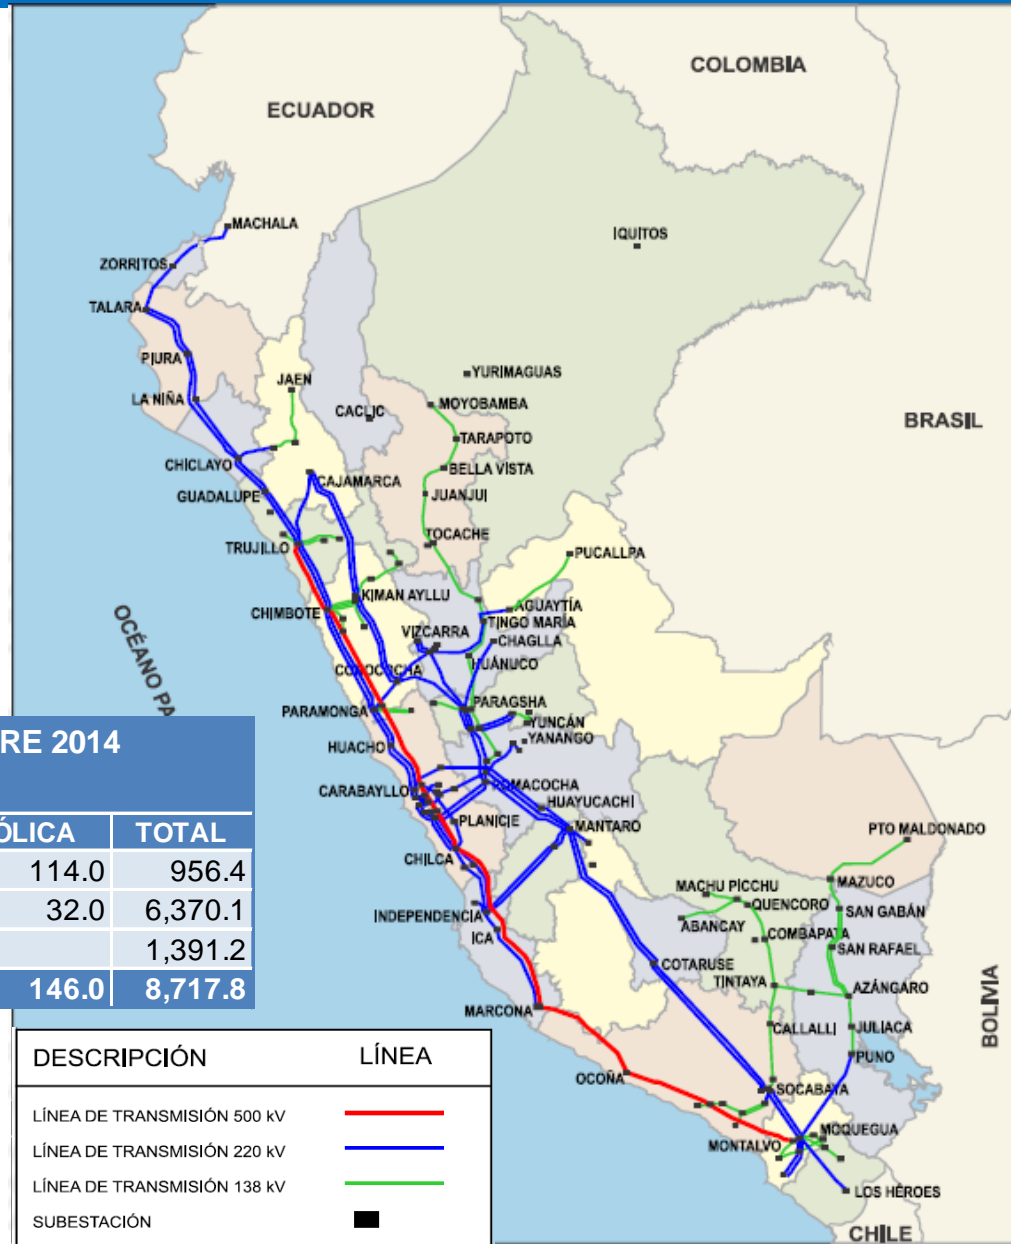 COLOMBIA
ECUADOR
MACHALA
IQUITOS
ZORRITOS
TALARA
PIURA
YURIMAGUAS
JAEN
LA NIÑA
MOYOBAMBA
CACLIC
BRASIL
TARAPOTO
CHICLAYO
BELLA VISTA
CAJAMARCA
GUADALUPE
JUANJUI
TOCACHE
TRUJILLO
PUCALLPA
KIMAN AYLLU
CHIMBOTE
AGUAYTÍA
TINGO MARÍA
VIZCARRA
CHAGLLA
OCÉANO PA
HUÁNUCO
CONOCOCHA
PARAGSHA
PARAMONGA
YUNCÁN
YANANGO
HUACHO
RE 2014
POMACOCHA
CARABAYLLO
HUAYUCACHI
PLANICIE
MANTARO
PTO MALDONADO
ÓLICA TOTAL
CHILCA
114.0 956.4
MACHU PICCHU
MAZUCO
QUENCORO
32.0 6,370.1
INDEPENDENCIA
ABANCAY
SAN GABÁN
ICA
COMBAPATA
SAN RAFAEL
1,391.2
COTARUSE
TINTAYA
AZÁNGARO
146.0 8,717.8
MARCONA
BOLIVIA
CALLALLI
JULIACA
PUNO
DESCRIPCIÓN LÍNEA
OCOÑA
SOCABAYA
LÍNEA DE TRANSMISIÓN 500 kV
MOQUEGUA
LÍNEA DE TRANSMISIÓN 220 kV
MONTALVO
LÍNEA DE TRANSMISIÓN 138 kV
LOS HÉROES
SUBESTACIÓN
CHILE